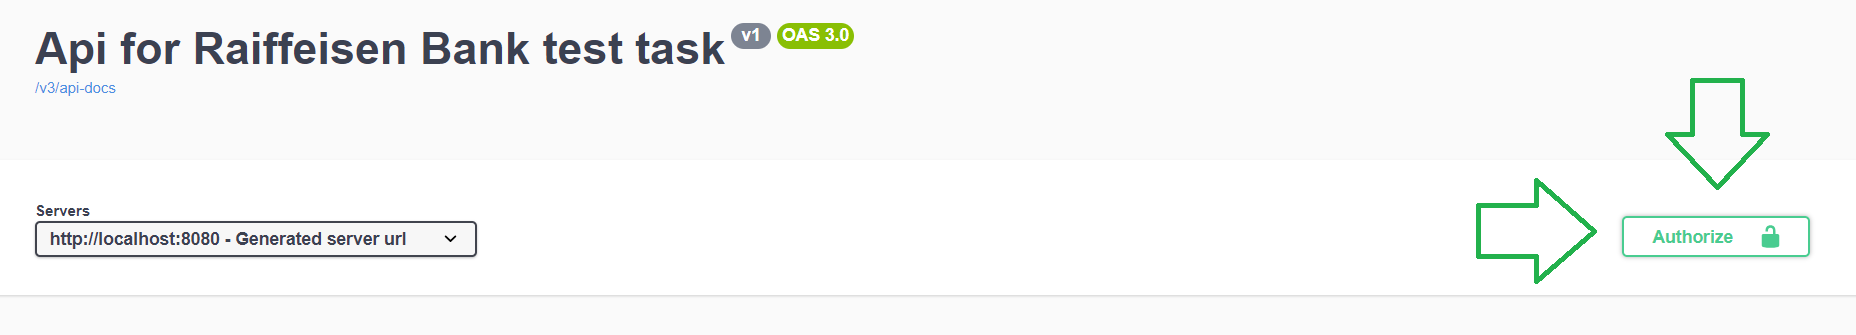 Api for Raiffeisen Bank test task v1 OAS 3.0
/v3/api-docs
Servers
http://localhost:8080 - Generated server url
Authorize